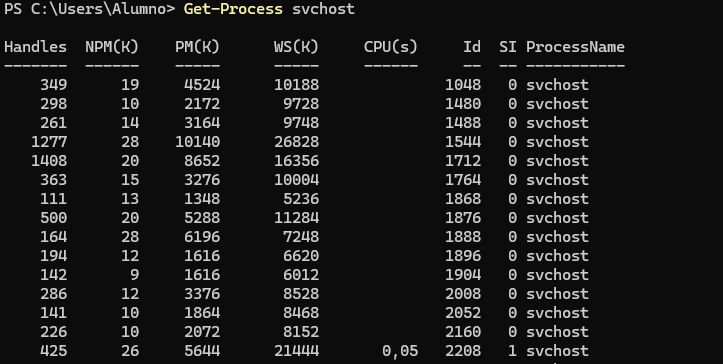 PS C:\Users\Alumno> Get-Process svchost
Handles NPM(K) PM(K) WS(K) CPU(s) Id SI ProcessName
------- ------ ----- ----- ------ -- -- -----------
349 19 4524 10188 1048 0 svchost
298 10 2172 9728 1480 0 svchost
261 14 3164 9748 1488 0 svchost
1277 28 10140 26828 1544 0 svchost
1408 20 8652 16356 1712 0 svchost
363 15 3276 10004 1764 0 svchost
111 13 1348 5236 1868 0 svchost
500 20 5288 11284 1876 0 svchost
164 28 6196 7248 1888 0 svchost
194 12 1616 6620 1896 0 svchost
142 9 1616 6012 1904 0 svchost
286 12 3376 8528 2008 0 svchost
141 10 1864 8468 2052 0 svchost
226 10 2072 8152 2160 0 svchost
425 26 5644 21444 0,05 2208 1 svchost